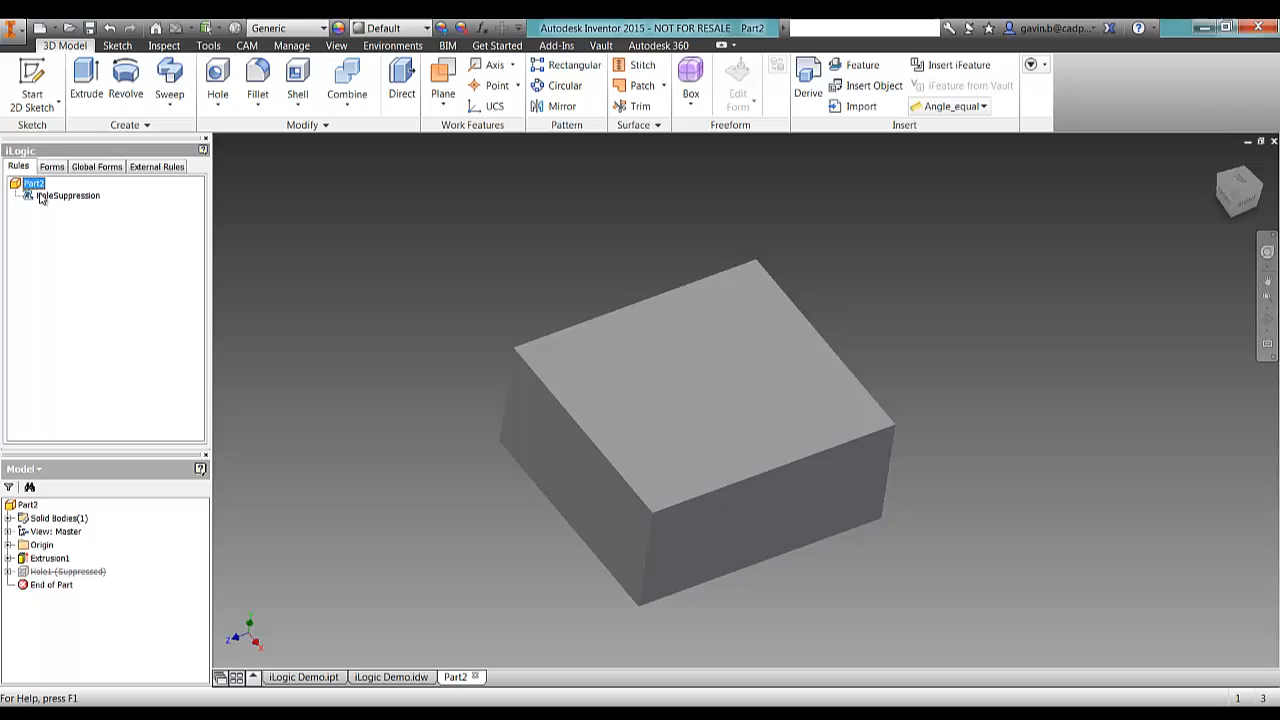 Generic
Default
Autodesk Inventor 2015 - NOT FOR RESALE Part2
gavin.b@cadp...
3D Model Sketch Inspect Tools CAM Manage View Environments BIM Get Started Add-Ins Vault Autodesk 360
Start
2D Sketch
Extrude Revolve Sweep
Hole Fillet Shell Combine Direct
Plane
Axis
Point
UCS
Rectangular
Circular
Mirror
Stitch
Patch
Trim
Box
Edit
Form
Derive
Feature
Insert Object
Import
Insert iFeature
iFeature from Vault
Angle_equal
Sketch Create Modify Work Features Pattern Surface Freeform Insert
iLogic
Rules Forms Global Forms External Rules
Part2
Model
Part2
Solid Bodies(1)
View: Master
Origin
Extrusion1
Hole1 (Suppressed)
End of Part
Y
Z
X
iLogic Demo.ipt iLogic Demo.idw Part2
For Help, press F1
1 3